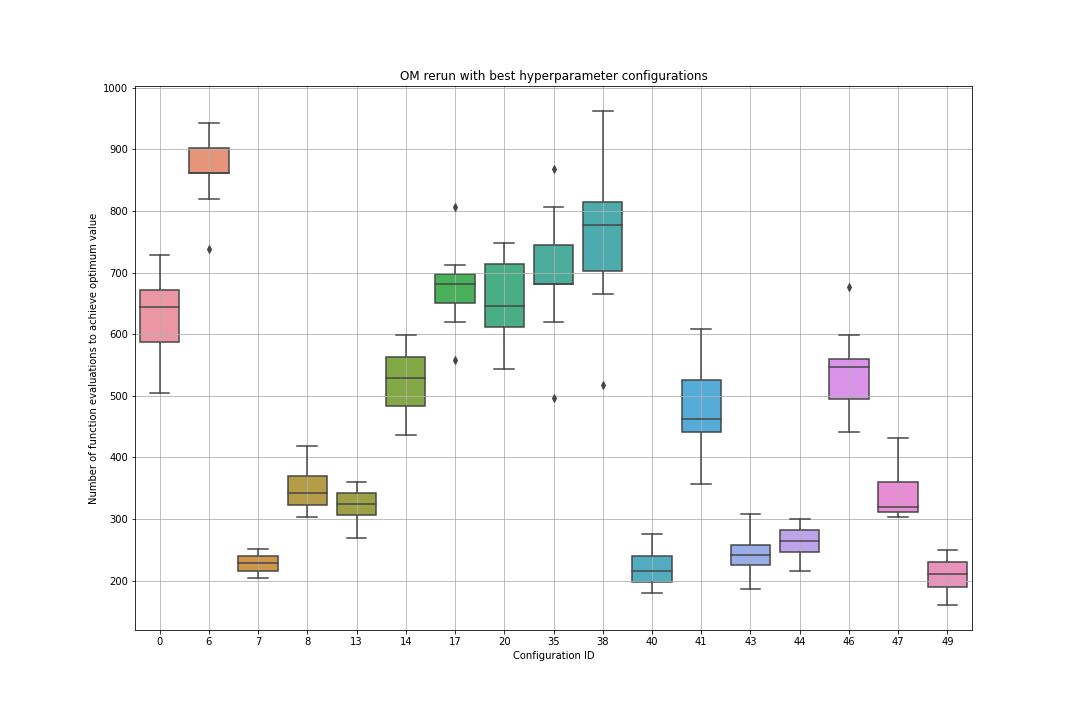 OM rerun with best hyperparameter configurations
Number of function evaluations to achieve optimum value
1000
900
800
700
600
500
400
300
200
0 6 7 8 13 14 17 20 35 38 40 41 43 44 46 47 49
Configuration ID